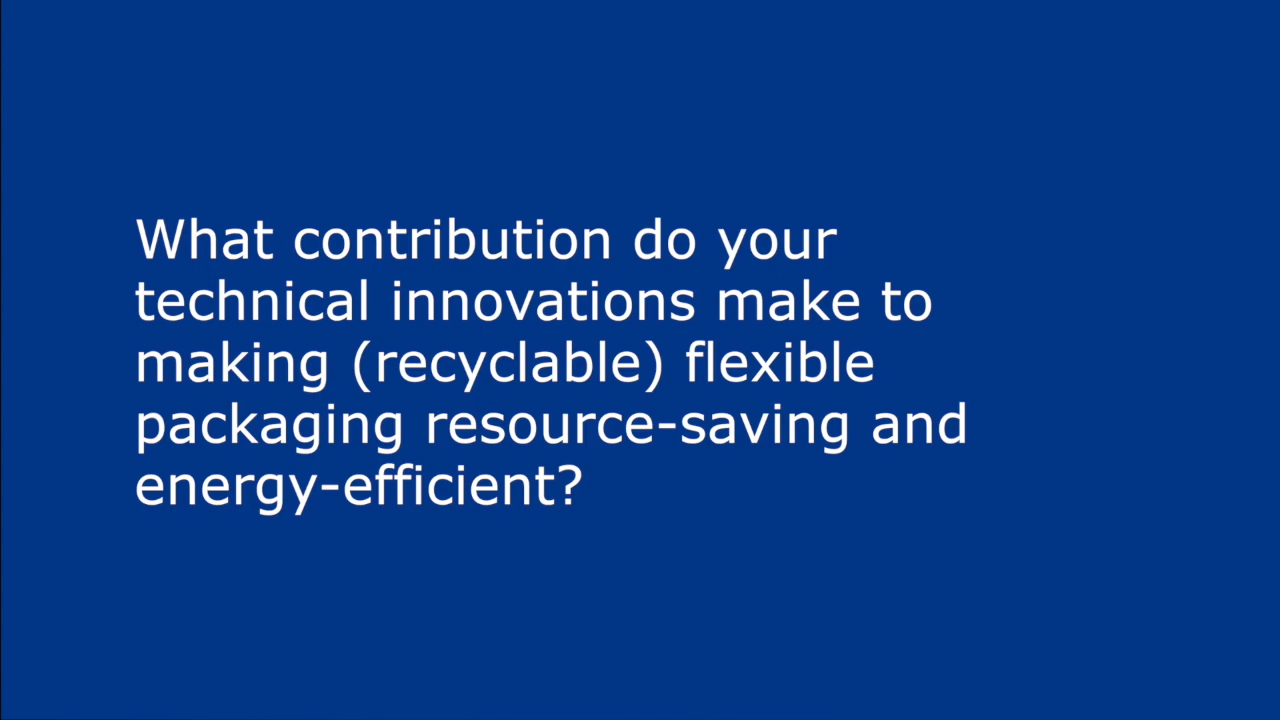 What contribution do your
technical innovations make to
making (recyclable) flexible
packaging resource-saving and
energy-efficient?